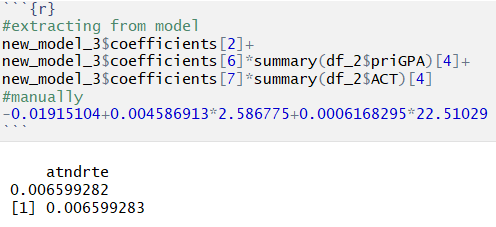 ```{r}
#extracting from model
new_model_3$coefficients[2]+
new_model_3$coefficients[6]*summary(df_2$priGPA)[4]+
new_model_3$coefficients[7]*summary(df_2$ACT)[4]
#manually
-0.01915104+0.004586913*2.586775+0.0006168295*22.51029
```
atndrte
0.006599282
[1] 0.006599283